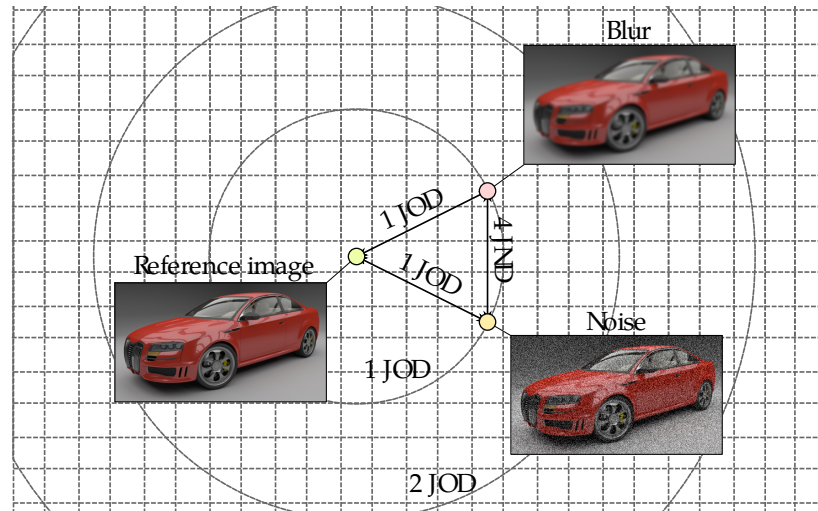 Blur
1 JOD
4 JND
Reference image
1 JOD
Noise
1 JOD
2 JOD